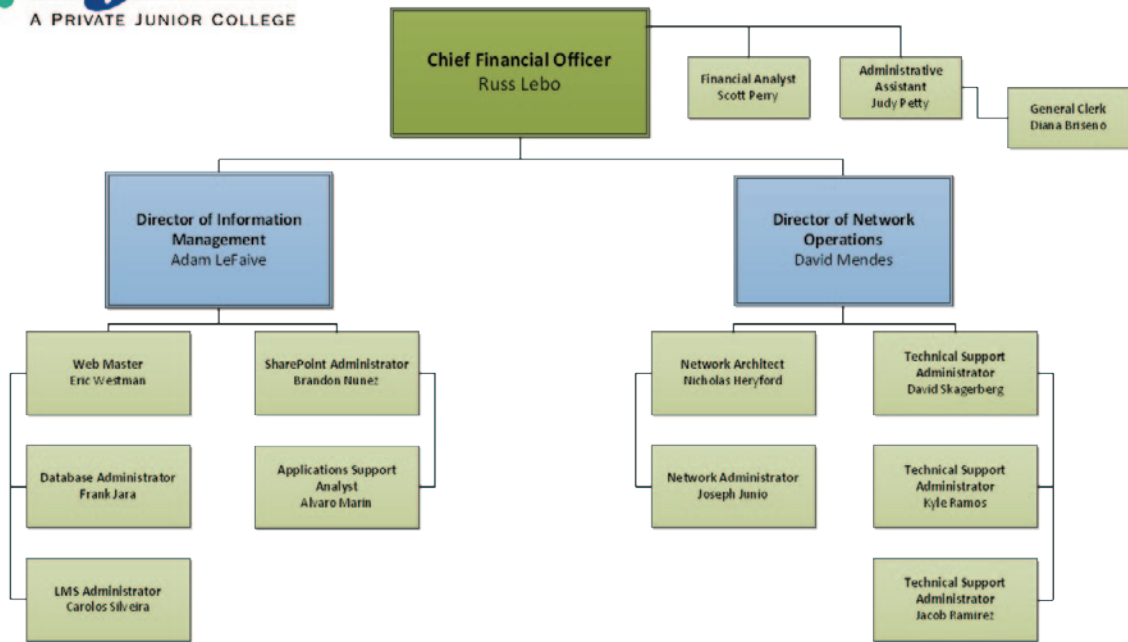 A PRIVATE JUNIOR COLLEGE
Chief Financial Officer
Russ Lebo
Financial Analyst
Scott Perry
Administrative
Assistant
Judy Petty
General Clerk
Diana Briseno
Director of Information
Management
Adam LeFaive
Director of Network
Operations
David Mendes
Web Master
Eric Westman
SharePoint Administrator
Brandon Nunez
Network Architect
Nicholas Heryford
Technical Support
Administrator
David Skagerberg
Database Administrator
Frank Jara
Applications Support
Analyst
Alvaro Marin
Network Administrator
Joseph Junio
Technical Support
Administrator
Kyle Ramos
LMS Administrator
Carolos Silveira
Technical Support
Administrator
Jacob Ramirez